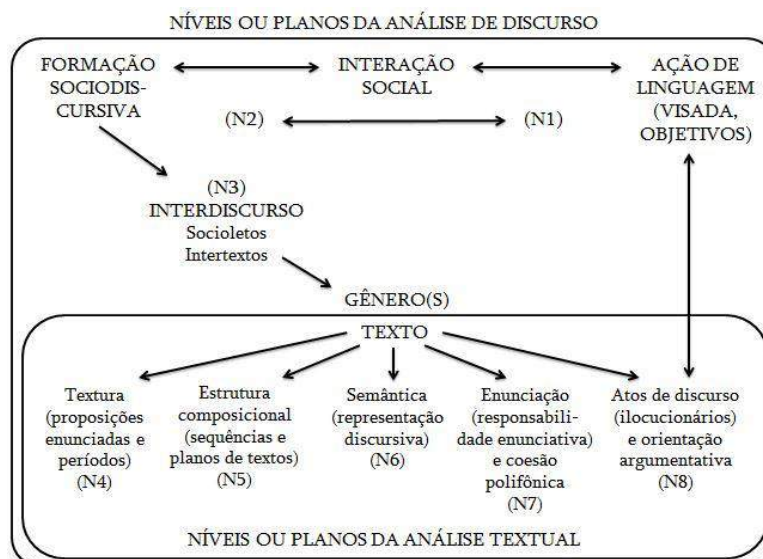 NÍVEIS OU PLANOS DA ANÁLISE DE DISCURSO
FORMAÇÃO
SOCIODIS-
CURSIVA
INTERAÇÃO
SOCIAL
AÇÃO DE
LINGUAGEM
(VISADA,
OBJETIVOS)
(N2)
(N1)
(N3)
INTERDISCURSO
Socioletos
Intertextos
GÊNERO(S)
TEXTO
Textura
(proposições
enunciadas e
períodos)
(N4)
Estrutura
composicional
(sequências e
planos de textos)
(N5)
Semântica
(representação
discursiva)
(N6)
Enunciação
(responsabili-
dade enunciativa)
e coesão
polifônica
(N7)
Atos de discurso
(ilocucionários)
e orientação
argumentativa
(N8)
NÍVEIS OU PLANOS DA ANÁLISE TEXTUAL